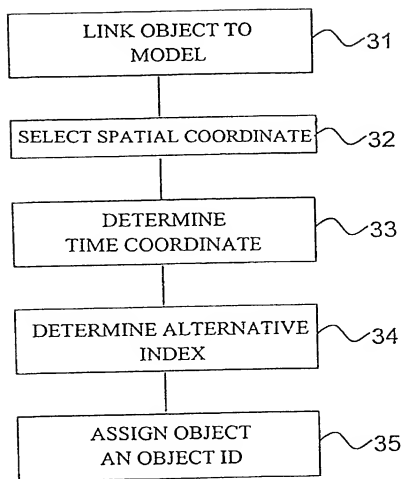 LINK OBJECT TO
MODEL
31
SELECT SPATIAL COORDINATE
32
DETERMINE
TIME COORDINATE
33
DETERMINE ALTERNATIVE
INDEX
34
ASSIGN OBJECT
AN OBJECT ID
35